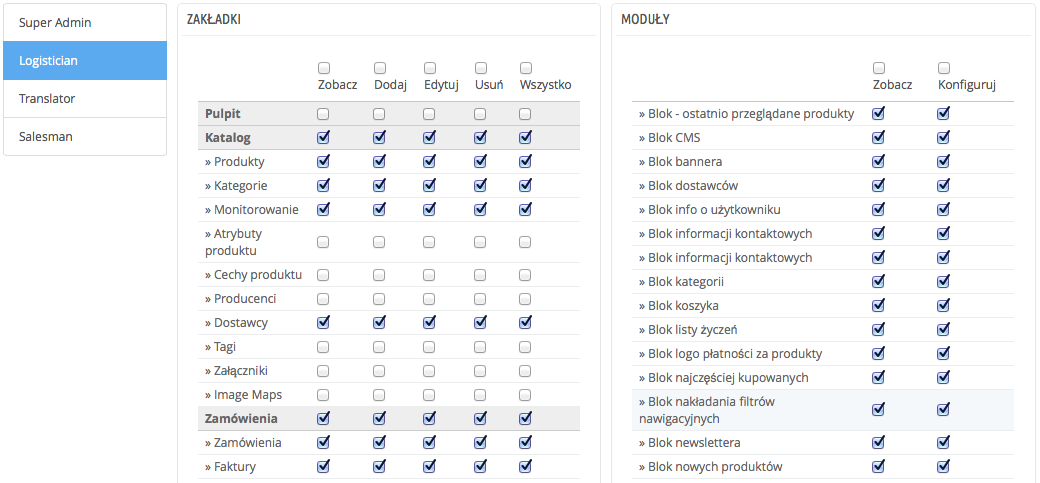 Super Admin
Logistician
Translator
Salesman
ZAKŁADKI
Zobacz Dodaj Edytuj Usuń Wszystko
Pulpit
Katalog
» Produkty
» Kategorie
» Monitorowanie
» Atrybuty
produktu
» Cechy produktu
» Producenci
» Dostawcy
» Tagi
» Załączniki
» Image Maps
Zamówienia
» Zamówienia
» Faktury
MODUŁY
Zobacz Konfiguruj
» Blok - ostatnio przeglądane produkty
» Blok CMS
» Blok bannera
» Blok dostawców
» Blok info o użytkowniku
» Blok informacji kontaktowych
» Blok informacji kontaktowych
» Blok kategorii
» Blok koszyka
» Blok listy życzeń
» Blok logo płatności za produkty
» Blok najczęściej kupowanych
» Blok nakładania filtrów
nawigacyjnych
» Blok newslettera
» Blok nowych produktów